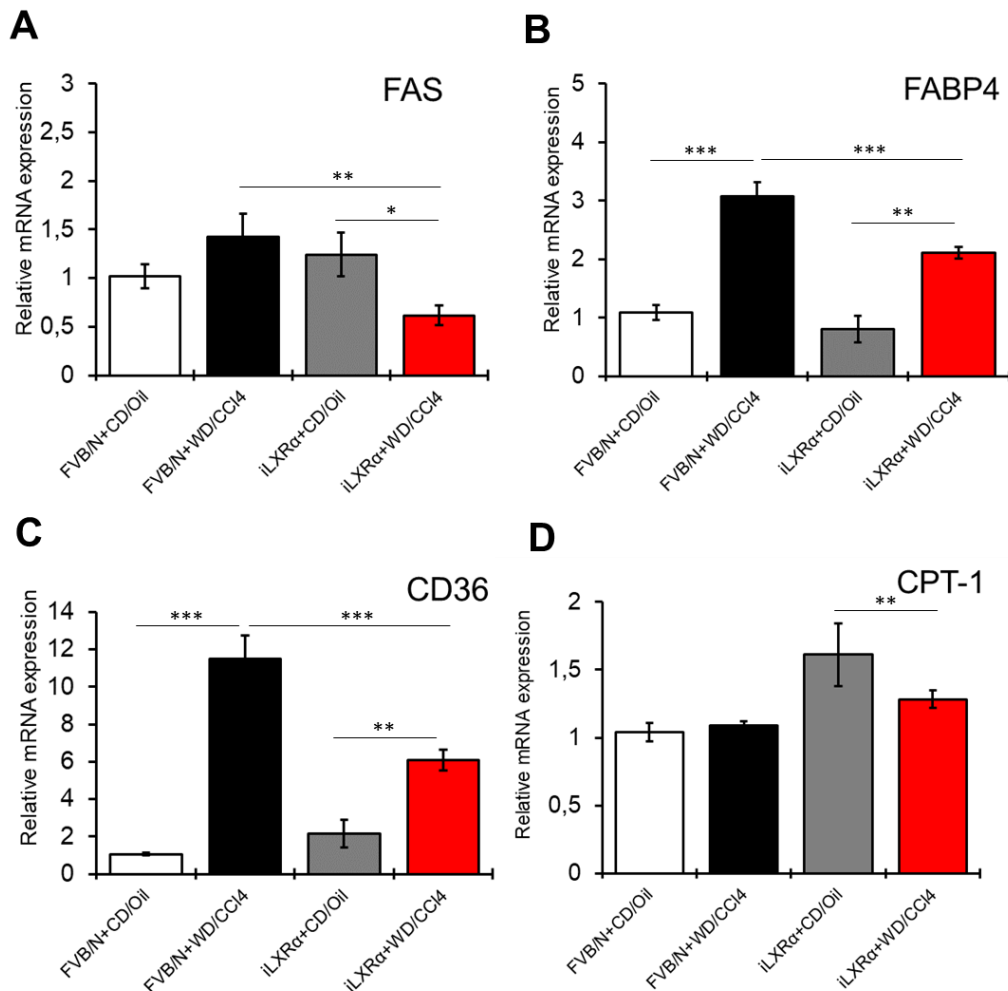 A
FAS
Relative mRNA expression
3
2,5
2
1,5
1
0,5
0
**
*
FVB/N+CD/Oil
FVB/N+WD/CCl4
iLXRα+CD/Oil
iLXRα+WD/CCl4
B
FABP4
Relative mRNA expression
5
4
3
2
1
0
***
***
**
FVB/N+CD/Oil
FVB/N+WD/CCl4
iLXRα+CD/Oil
iLXRα+WD/CCl4
C
CD36
Relative mRNA expression
14
12
10
8
6
4
2
0
***
***
**
FVB/N+CD/Oil
FVB/N+WD/CCl4
iLXRα+CD/Oil
iLXRα+WD/CCl4
D
CPT-1
Relative mRNA expression
2
1,5
1
0,5
0
**
FVB/N+CD/Oil
FVB/N+WD/CCl4
iLXRα+CD/Oil
iLXRα+WD/CCl4